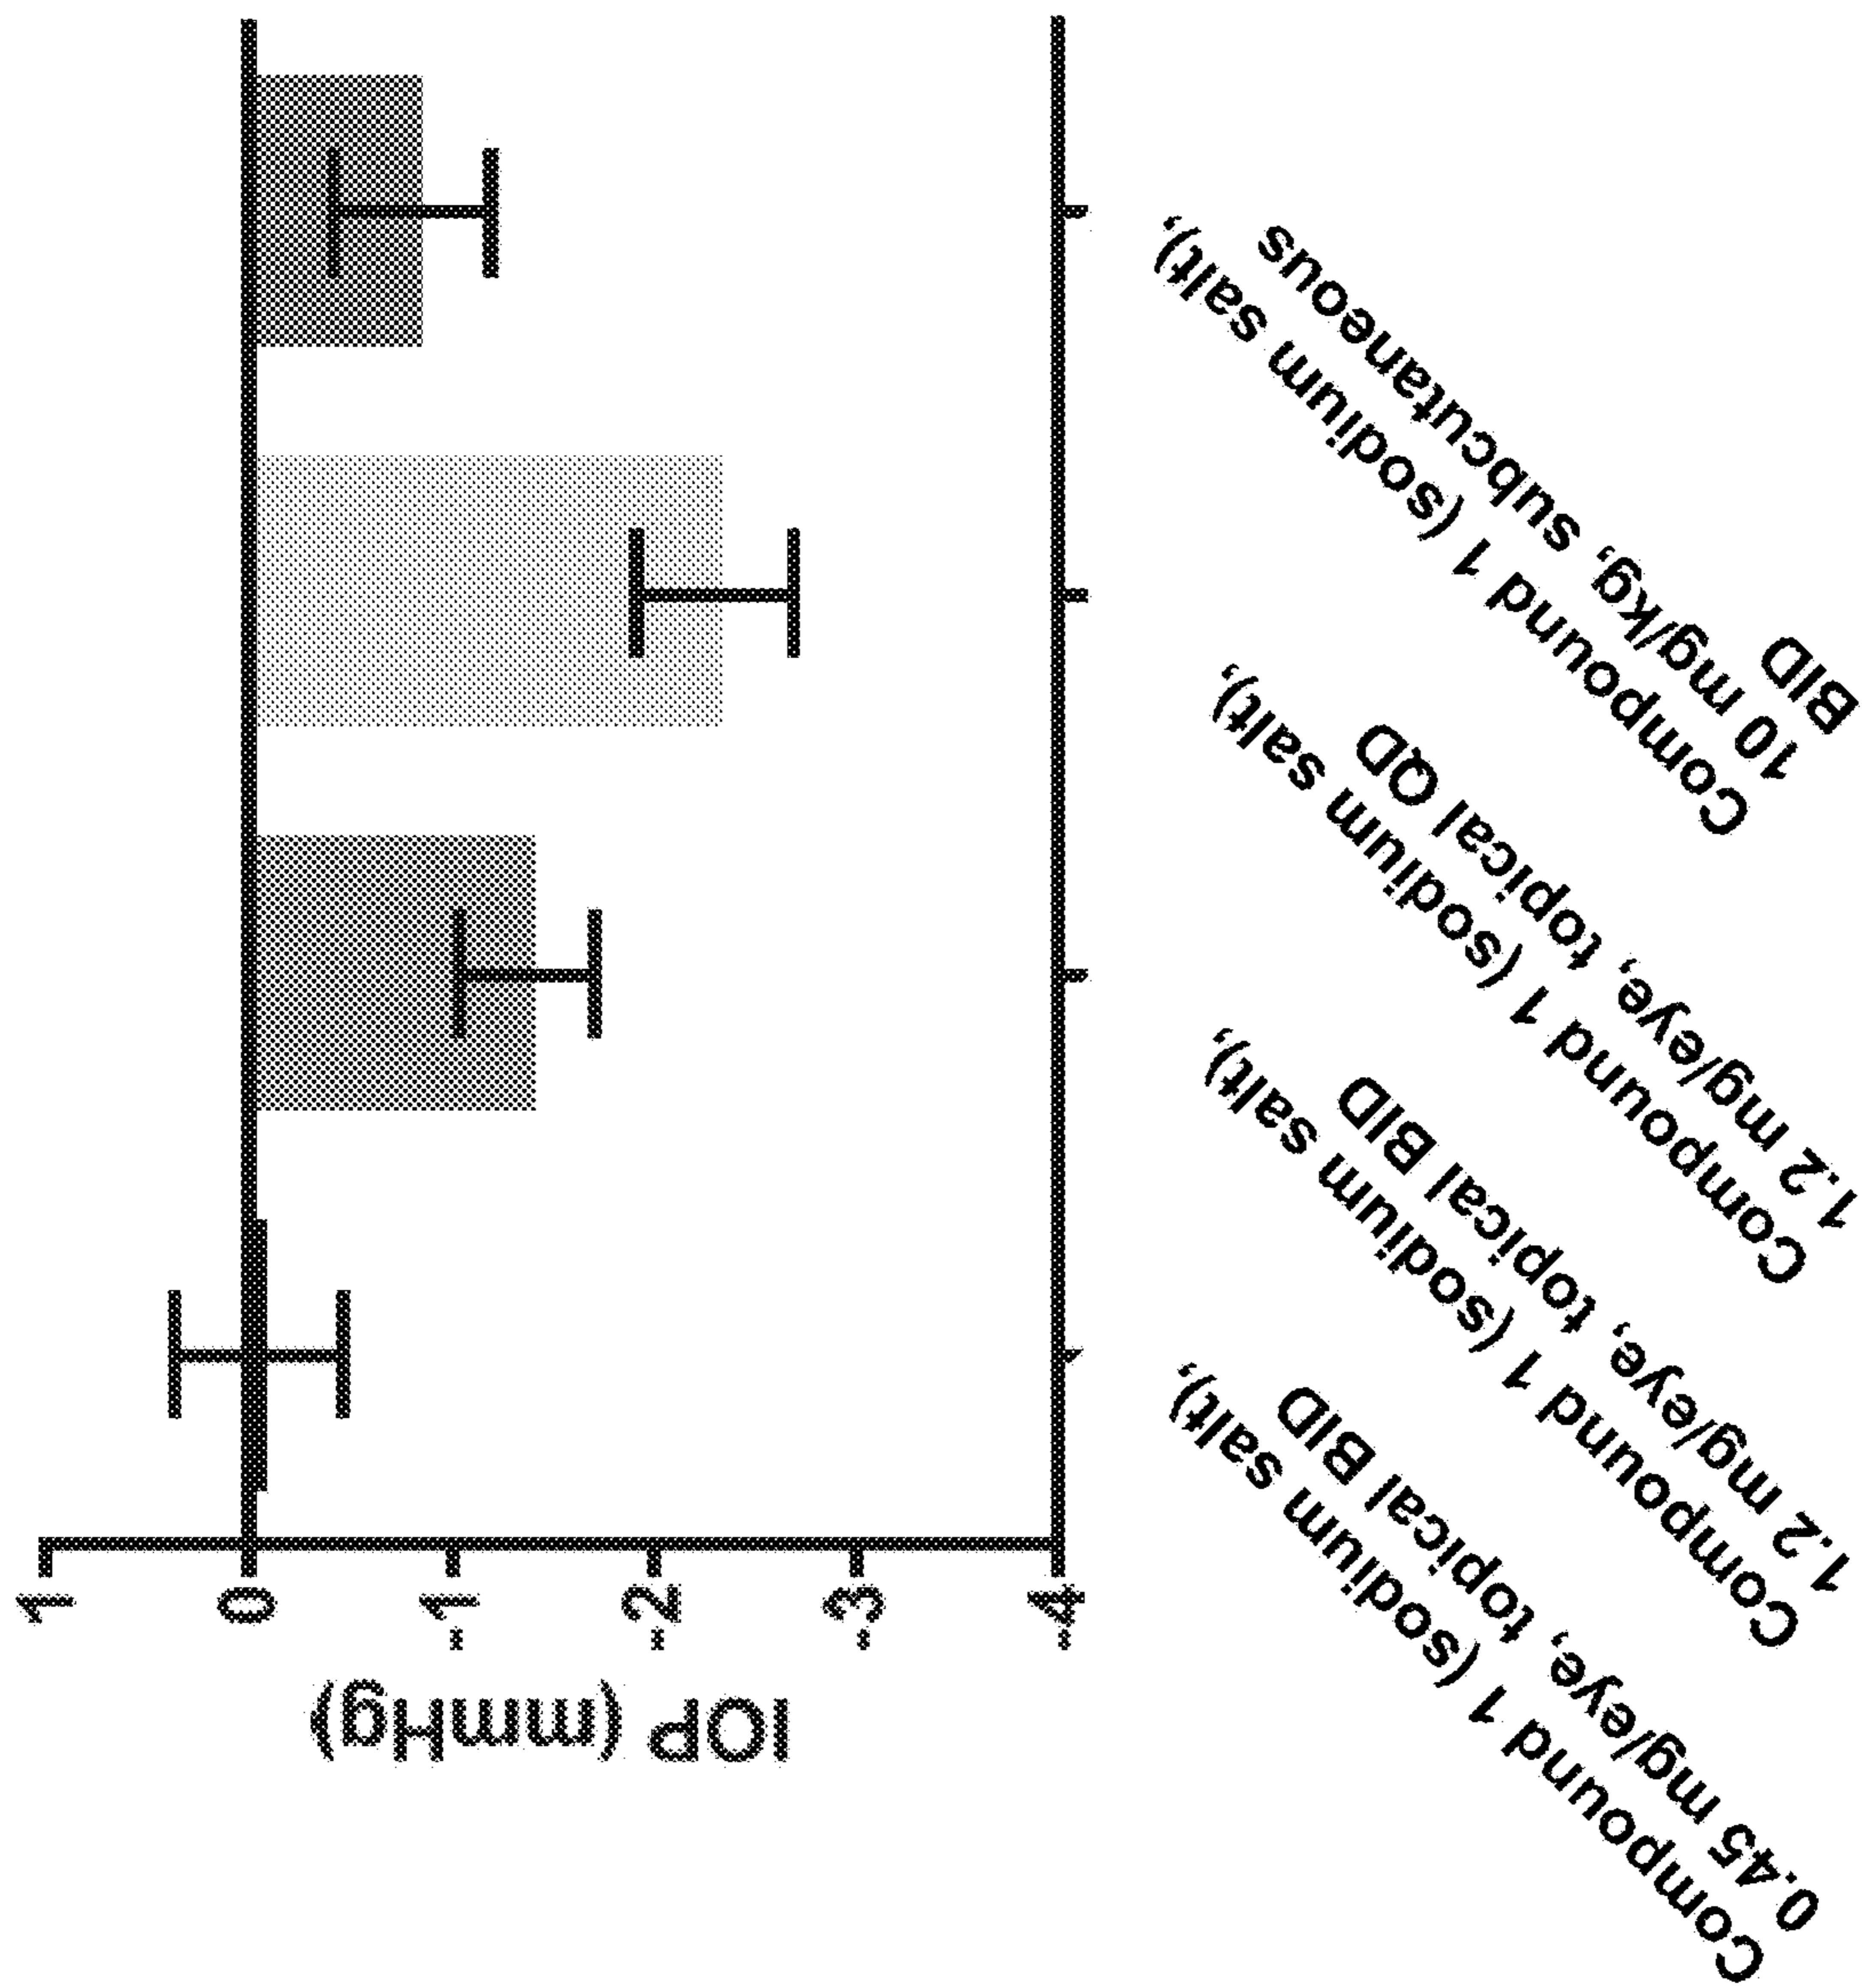 IOP (mmHg)
1
0
-1
-2
-3
-4
Compound 1 (sodium salt),
0.45 mg/eye, topical BID
Compound 1 (sodium salt),
1.2 mg/eye, topical BID
Compound 1 (sodium salt),
1.2 mg/eye, topical QD
Compound 1 (sodium salt),
10 mg/kg, subcutaneous
BID